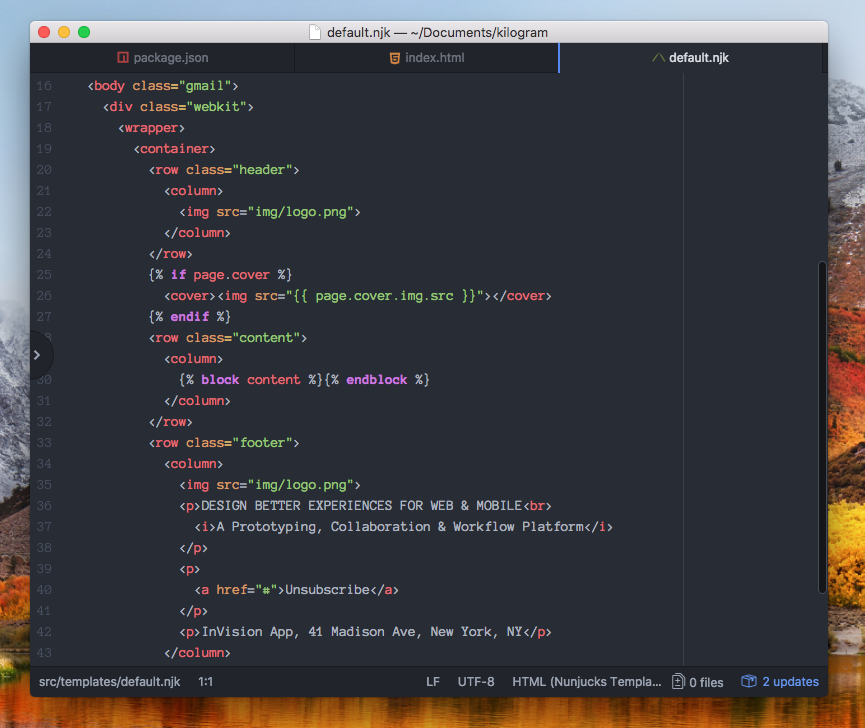 default.njk — ~/Documents/kilogram
package.json index.html default.njk
16 <body class="gmail">
17 <div class="webkit">
18 <wrapper>
19 <container>
20 <row class="header">
21 <column>
22 <img src="img/logo.png">
23 </column>
24 </row>
25 {% if page.cover %}
26 <cover><img src="{{ page.cover.img.src }}"></cover>
27 {% endif %}
<row class="content">
<column>
{% block content %}{% endblock %}
31 </column>
32 </row>
33 <row class="footer">
34 <column>
35 <img src="img/logo.png">
36 <p>DESIGN BETTER EXPERIENCES FOR WEB & MOBILE<br>
37 <i>A Prototyping, Collaboration & Workflow Platform</i>
38 </p>
39 <p>
40 <a href="#">Unsubscribe</a>
41 </p>
42 <p>InVision App, 41 Madison Ave, New York, NY</p>
43 </column>
src/templates/default.njk 1:1 LF UTF-8 HTML (Nunjucks Templa... 0 files 2 updates